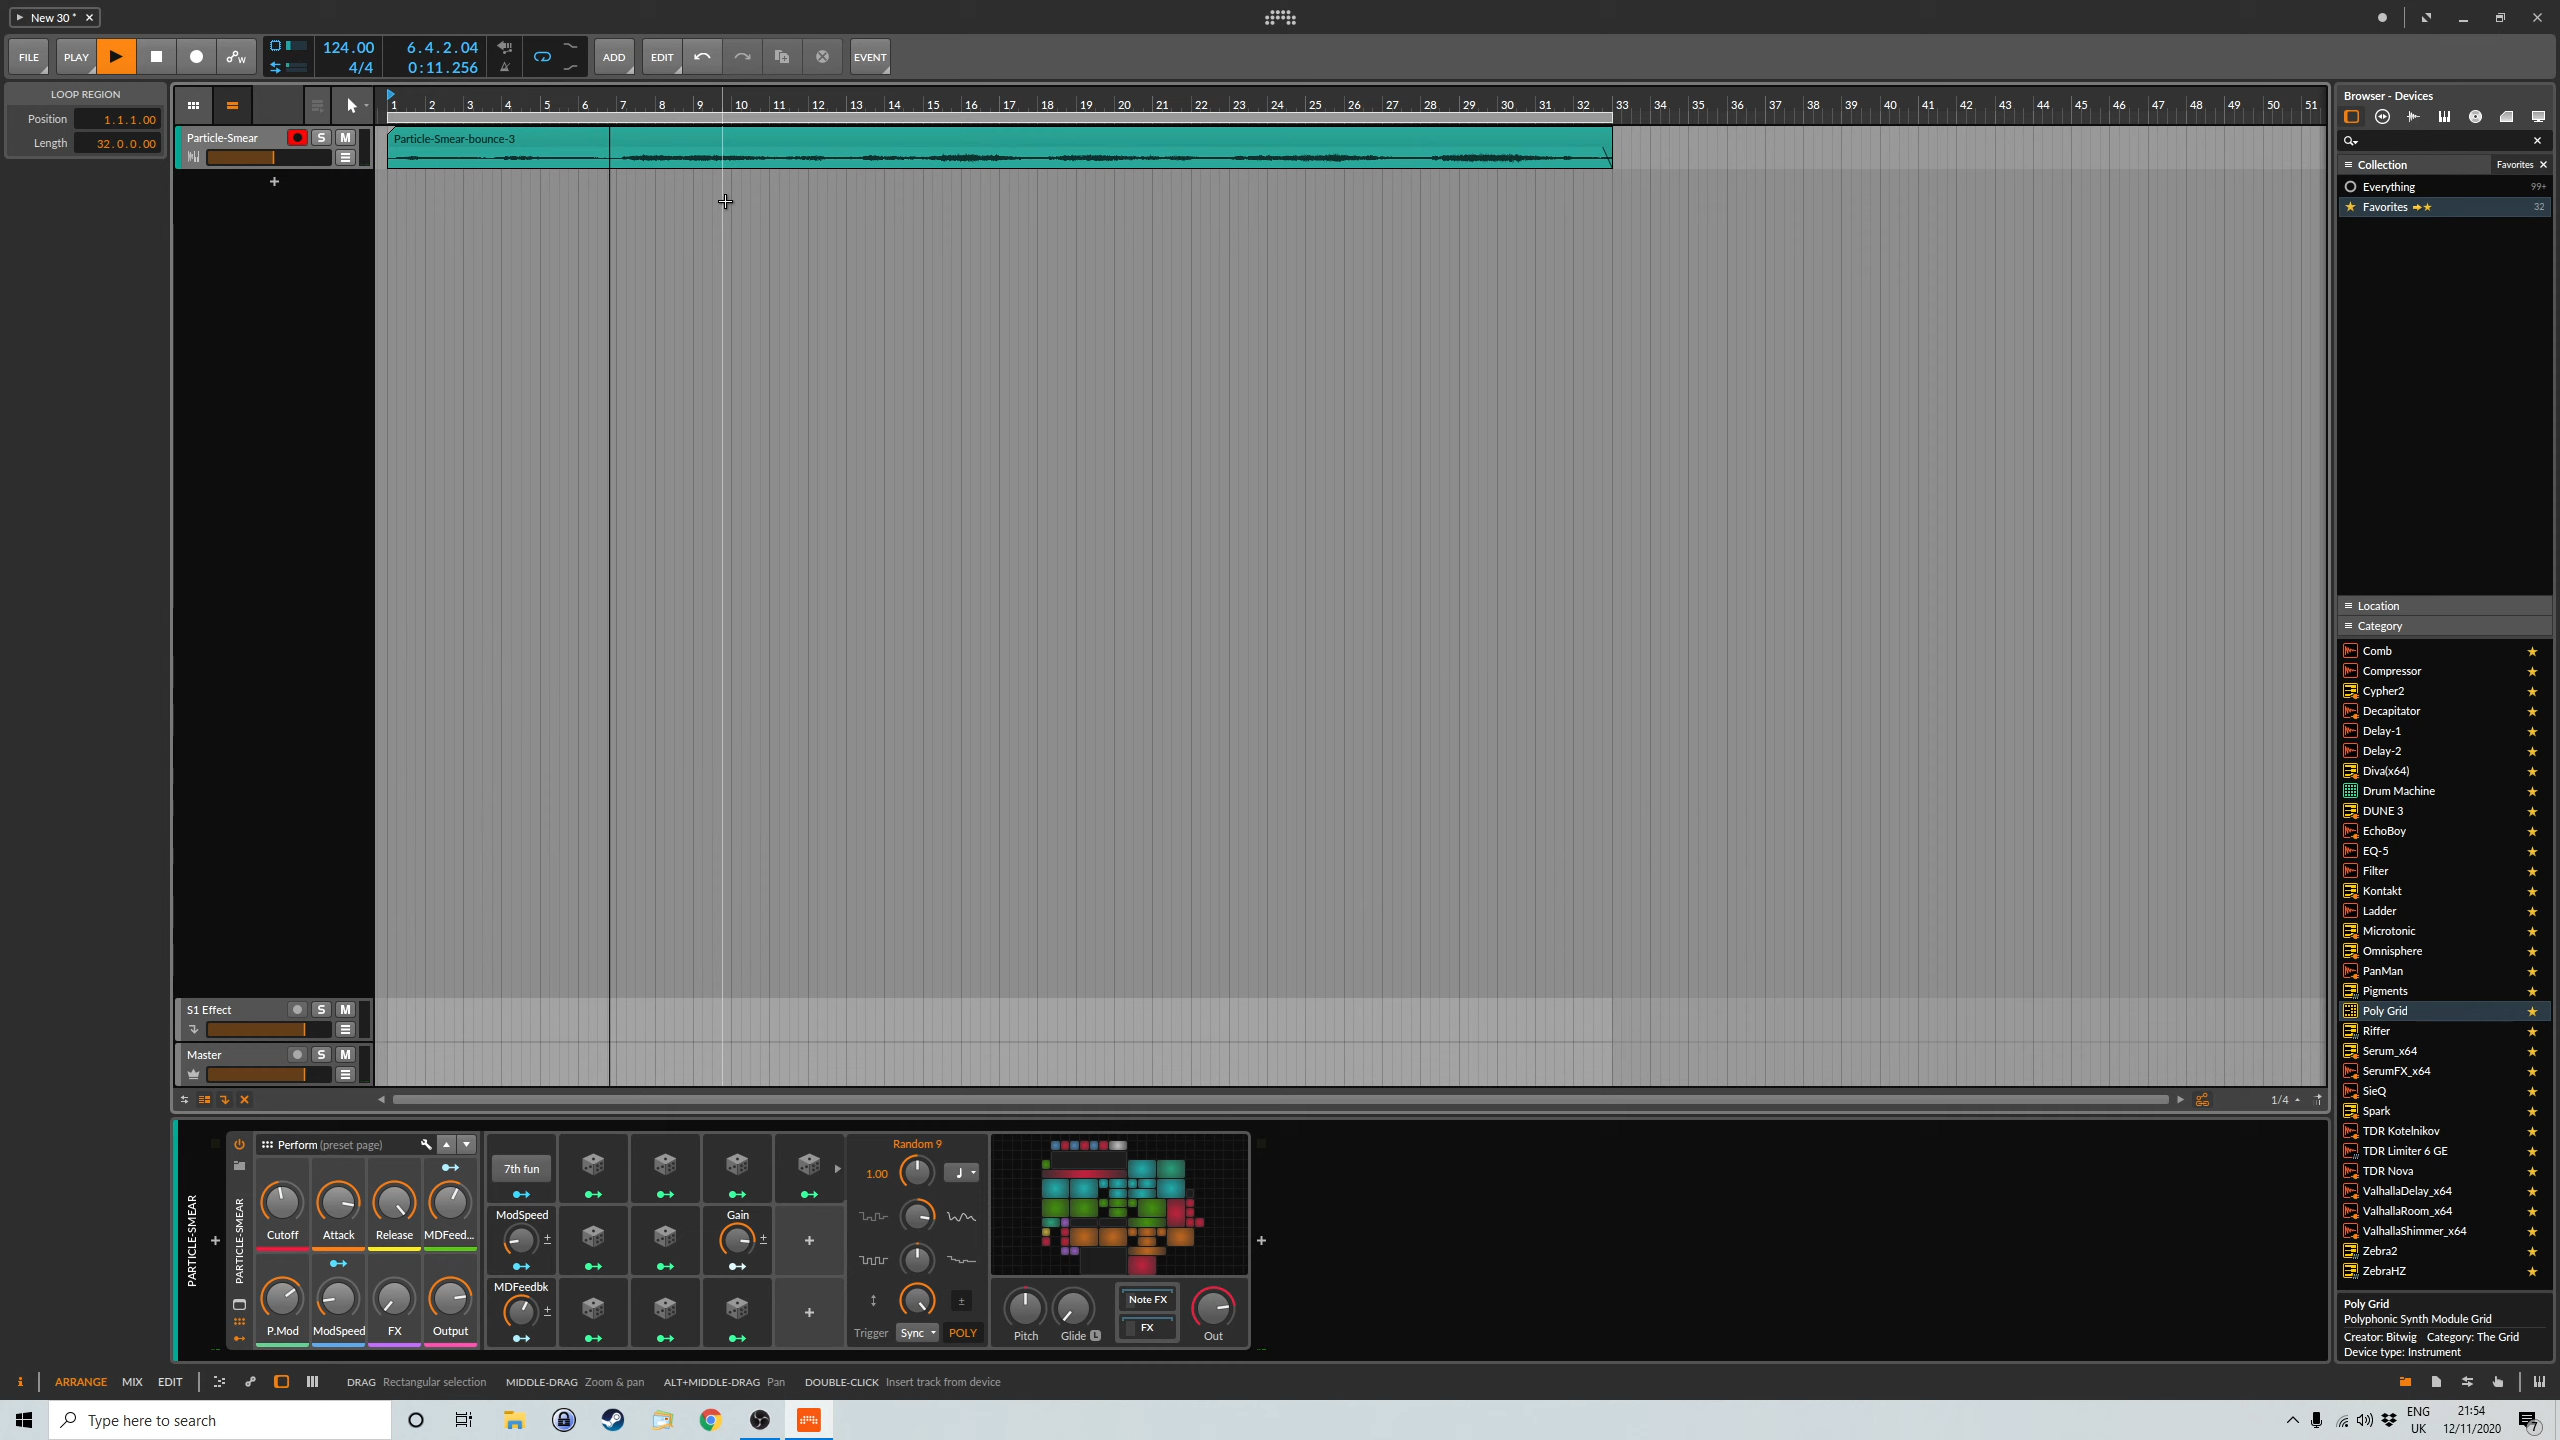 New 30 *
FILE PLAY 124.00 6.4.2.04 ADD EDIT EVENT
4/4 0:11.256
LOOP REGION
Position 1.1.1.00
Length 32.0.0.00
1 2 3 4 5 6 7 8 9 10 11 12 13 14 15 16 17 18 19 20 21 22 23 24 25 26 27 28 29 30 31 32 33 34 35 36 37 38 39 40 41 42 43 44 45 46 47 48 49 50 51
Particle-Smear S M
Particle-Smear-bounce-3
S1 Effect S M
Master S M
1/4
Browser - Devices
Collection Favorites
Everything 99+
Favorites 32
Location
Category
Comb
Compressor
Cypher2
Decapitator
Delay-1
Delay-2
Diva(x64)
Drum Machine
DUNE 3
EchoBoy
EQ-5
Filter
Kontakt
Ladder
Microtonic
Omnisphere
PanMan
Pigments
Poly Grid
Riffer
Serum_x64
SerumFX_x64
SieQ
Spark
TDR Kotelnikov
TDR Limiter 6 GE
TDR Nova
ValhallaDelay_x64
ValhallaRoom_x64
ValhallaShimmer_x64
Zebra2
ZebraHZ
Poly Grid
Polyphonic Synth Module Grid
Creator: Bitwig Category: The Grid
Device type: Instrument
PARTICLE-SMEAR
PARTICLE-SMEAR
Perform (preset page)
Cutoff Attack Release MDFeed...
P.Mod ModSpeed FX Output
7th fun
ModSpeed Gain
MDFeedbk
Random 9
1.00
Trigger Sync POLY
Pitch Glide L Note FX FX Out
i ARRANGE MIX EDIT DRAG Rectangular selection MIDDLE-DRAG Zoom & pan ALT+MIDDLE-DRAG Pan DOUBLE-CLICK Insert track from device
Type here to search
ENG 21:54
UK 12/11/2020 7